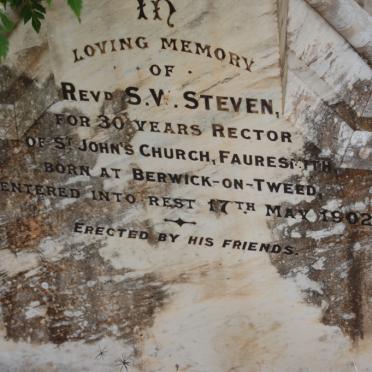 In
LOVING MEMORY
OF
REVD S. W. STEVEN,
FOR 30 YEARS RECTOR
OF ST JOHN'S CHURCH, FAURESMITH,
BORN AT BERWICK-ON-TWEED,
ENTERED INTO REST 17TH MAY 1902
ERECTED BY HIS FRIENDS.